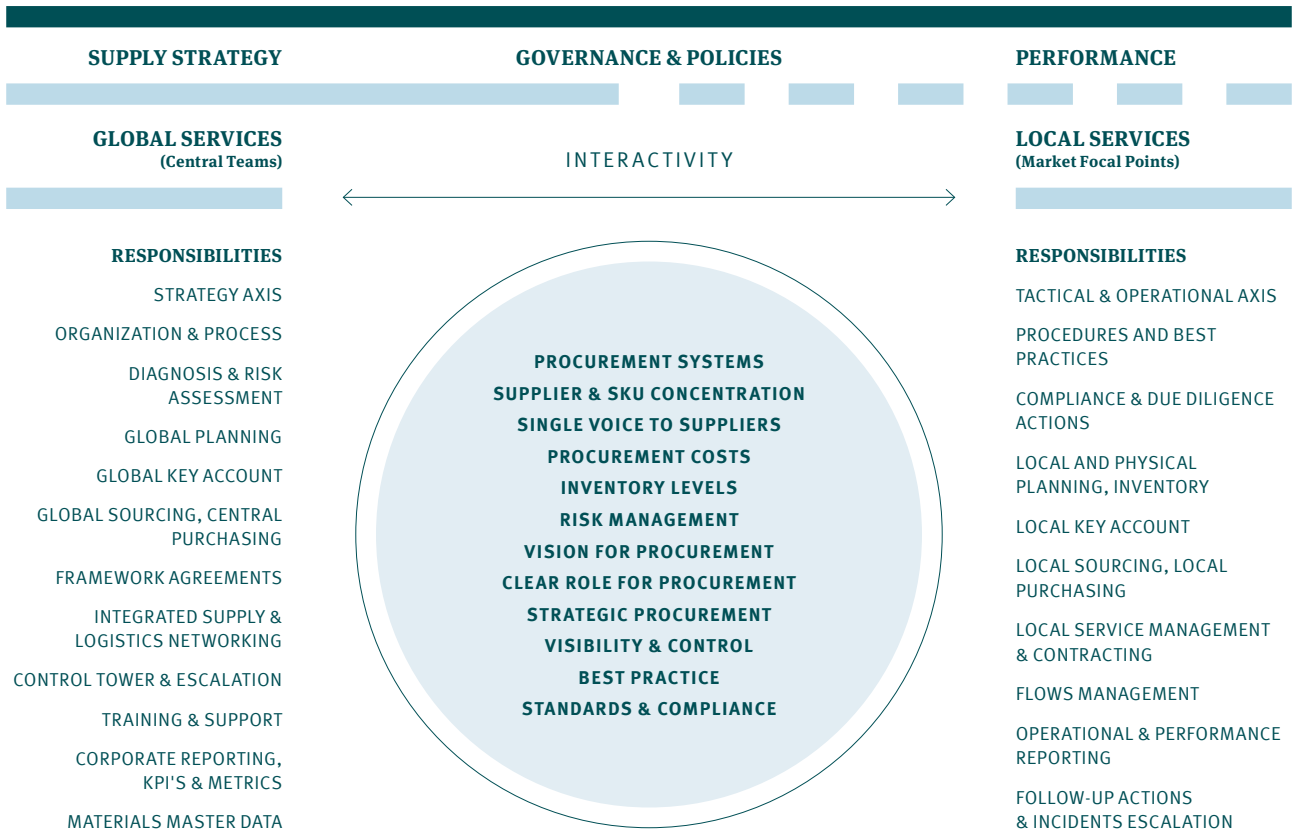 SUPPLY STRATEGY
GOVERNANCE & POLICIES
PERFORMANCE
GLOBAL SERVICES
(Central Teams)
INTERACTIVITY
LOCAL SERVICES
(Market Focal Points)
RESPONSIBILITIES
STRATEGY AXIS
ORGANIZATION & PROCESS
DIAGNOSIS & RISK
ASSESSMENT
GLOBAL PLANNING
GLOBAL KEY ACCOUNT
GLOBAL SOURCING, CENTRAL
PURCHASING
FRAMEWORK AGREEMENTS
INTEGRATED SUPPLY &
LOGISTICS NETWORKING
CONTROL TOWER & ESCALATION
TRAINING & SUPPORT
CORPORATE REPORTING,
KPI'S & METRICS
MATERIALS MASTER DATA
PROCUREMENT SYSTEMS
SUPPLIER & SKU CONCENTRATION
SINGLE VOICE TO SUPPLIERS
PROCUREMENT COSTS
INVENTORY LEVELS
RISK MANAGEMENT
VISION FOR PROCUREMENT
CLEAR ROLE FOR PROCUREMENT
STRATEGIC PROCUREMENT
VISIBILITY & CONTROL
BEST PRACTICE
STANDARDS & COMPLIANCE
RESPONSIBILITIES
TACTICAL & OPERATIONAL AXIS
PROCEDURES AND BEST
PRACTICES
COMPLIANCE & DUE DILIGENCE
ACTIONS
LOCAL AND PHYSICAL
PLANNING, INVENTORY
LOCAL KEY ACCOUNT
LOCAL SOURCING, LOCAL
PURCHASING
LOCAL SERVICE MANAGEMENT
& CONTRACTING
FLOWS MANAGEMENT
OPERATIONAL & PERFORMANCE
REPORTING
FOLLOW-UP ACTIONS
& INCIDENTS ESCALATION